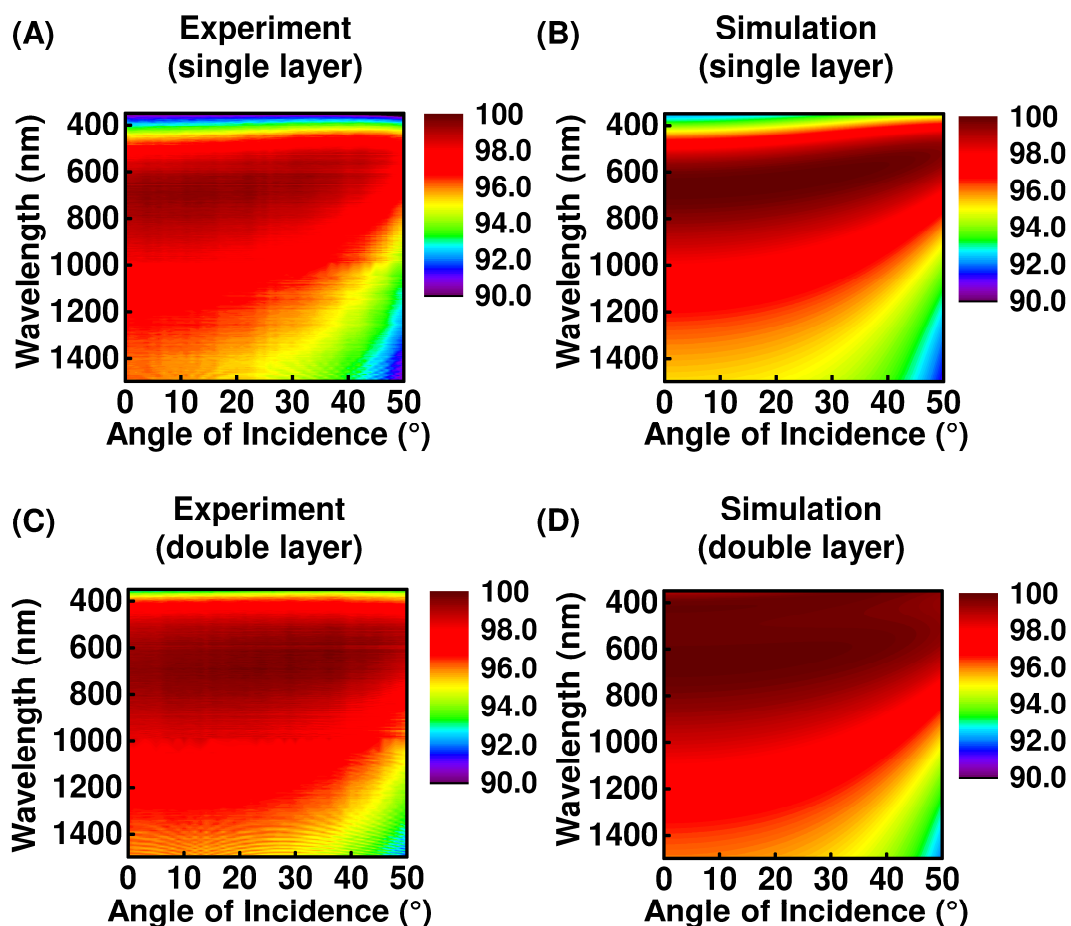 (A)
Experiment
(single layer)
Wavelength (nm)
400
600
800
1000
1200
1400
0 10 20 30 40 50
Angle of Incidence (°)
100
98.0
96.0
94.0
92.0
90.0
(B)
Simulation
(single layer)
Wavelength (nm)
400
600
800
1000
1200
1400
0 10 20 30 40 50
Angle of Incidence (°)
100
98.0
96.0
94.0
92.0
90.0
(C)
Experiment
(double layer)
Wavelength (nm)
400
600
800
1000
1200
1400
0 10 20 30 40 50
Angle of Incidence (°)
100
98.0
96.0
94.0
92.0
90.0
(D)
Simulation
(double layer)
Wavelength (nm)
400
600
800
1000
1200
1400
0 10 20 30 40 50
Angle of Incidence (°)
100
98.0
96.0
94.0
92.0
90.0